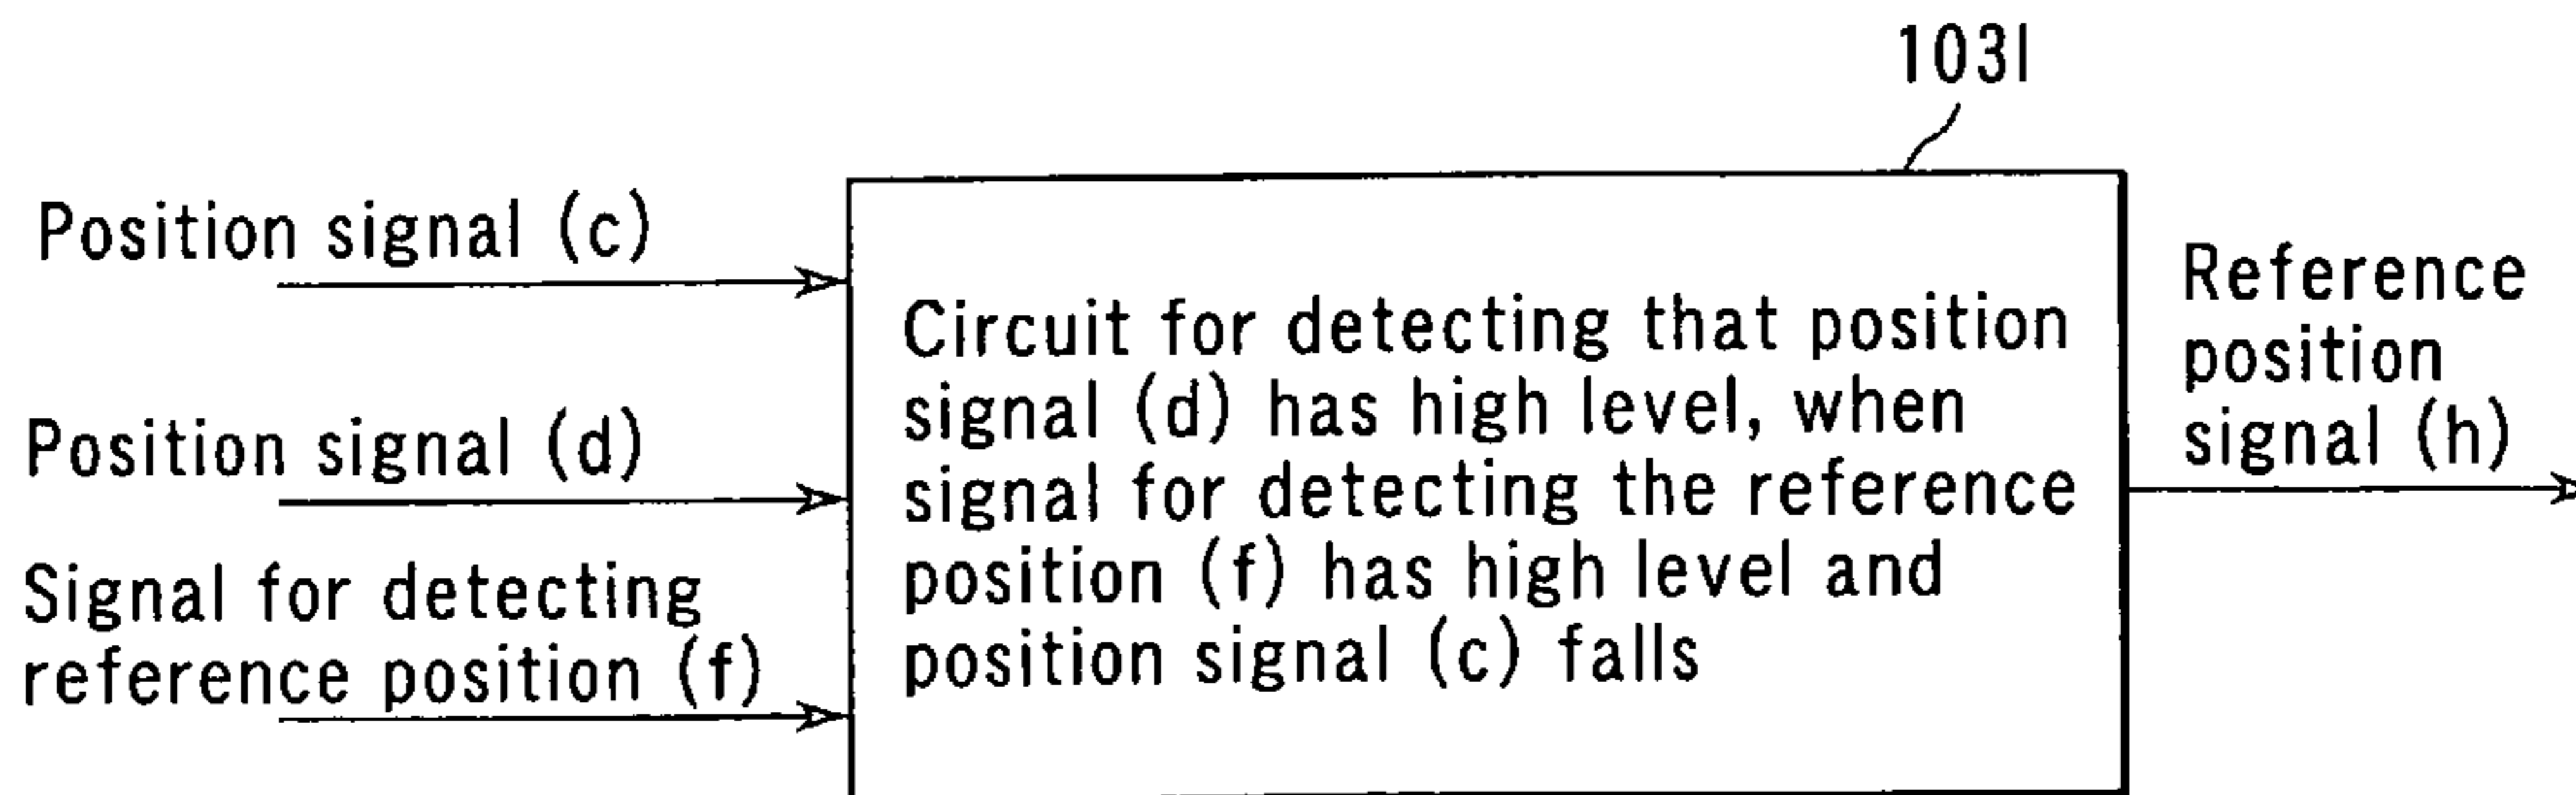 103I
Position signal (c)
Position signal (d)
Signal for detecting
reference position (f)
Circuit for detecting that position
signal (d) has high level, when
signal for detecting the reference
position (f) has high level and
position signal (c) falls
Reference
position
signal (h)